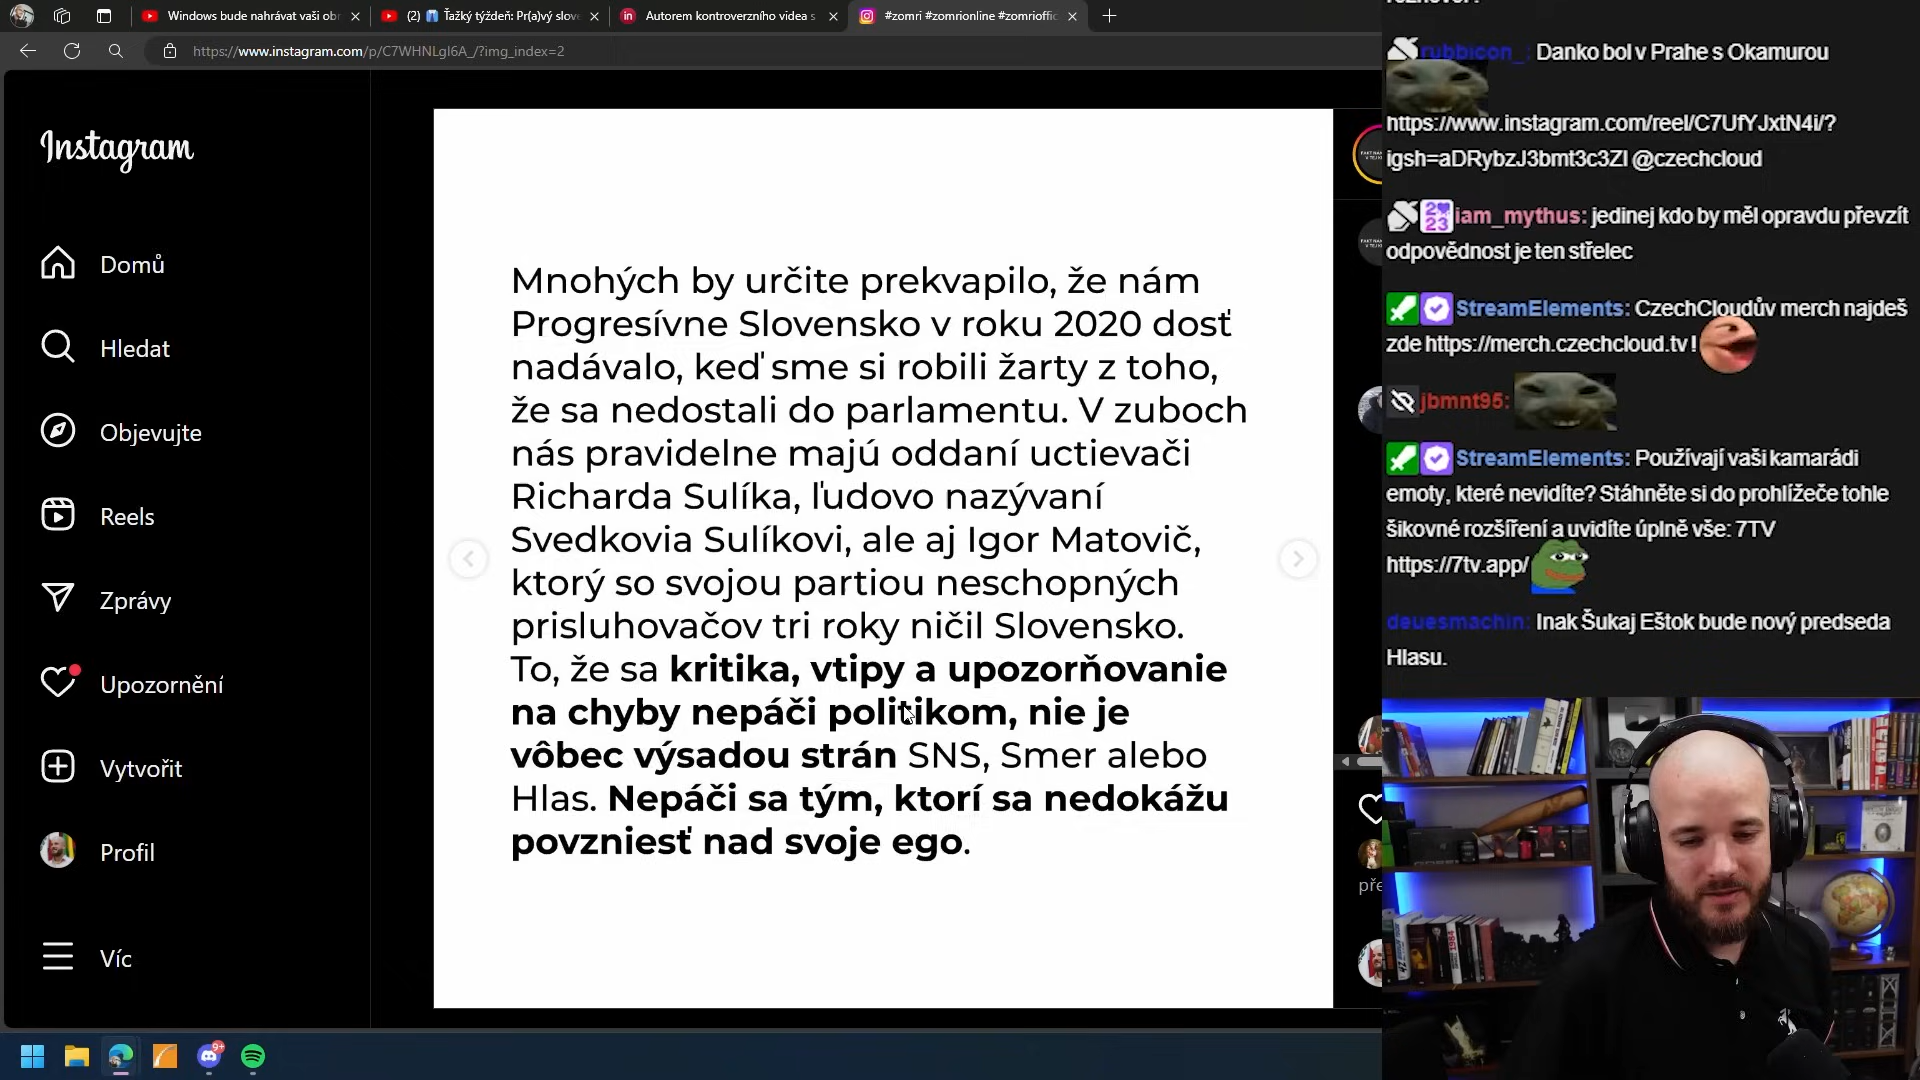 Windows bude nahrávat vaši obr
(2) Ťažký týždeň: Pr(a)vý slove
Autorem kontroverzního videa s
#zomri #zomrionline #zomrioffic
https://www.instagram.com/p/C7WHNLgI6A_/?img_index=2
Instagram
Domů
Hledat
Objevujte
Reels
Zprávy
Upozornění
Vytvořit
Profil
Víc
Mnohých by určite prekvapilo, že nám
Progresívne Slovensko v roku 2020 dosť
nadávalo, keď sme si robili žarty z toho,
že sa nedostali do parlamentu. V zuboch
nás pravidelne majú oddaní uctievači
Richarda Sulíka, ľudovo nazývaní
Svedkovia Sulíkovi, ale aj Igor Matovič,
ktorý so svojou partiou neschopných
prisluhovačov tri roky ničil Slovensko.
To, že sa kritika, vtipy a upozorňovanie
na chyby nepáči politikom, nie je
vôbec výsadou strán SNS, Smer alebo
Hlas. Nepáči sa tým, ktorí sa nedokážu
povzniesť nad svoje ego.
pře
rubbicon_: Danko bol v Prahe s Okamurou
https://www.instagram.com/reel/C7UfYJxtN4i/?
igsh=aDRybzJ3bmt3c3Zl @czechcloud
iam_mythus: jedinej kdo by měl opravdu převzít
odpovědnost je ten střelec
StreamElements: CzechCloudův merch najdeš
zde https://merch.czechcloud.tv !
jbmnt95:
StreamElements: Používají vaši kamarádi
emoty, které nevidíte? Stáhněte si do prohlížeče tohle
šikovné rozšíření a uvidíte úplně vše: 7TV
https://7tv.app/
deuesmachin: Inak Šukaj Eštok bude nový predseda
Hlasu.
1984
9+